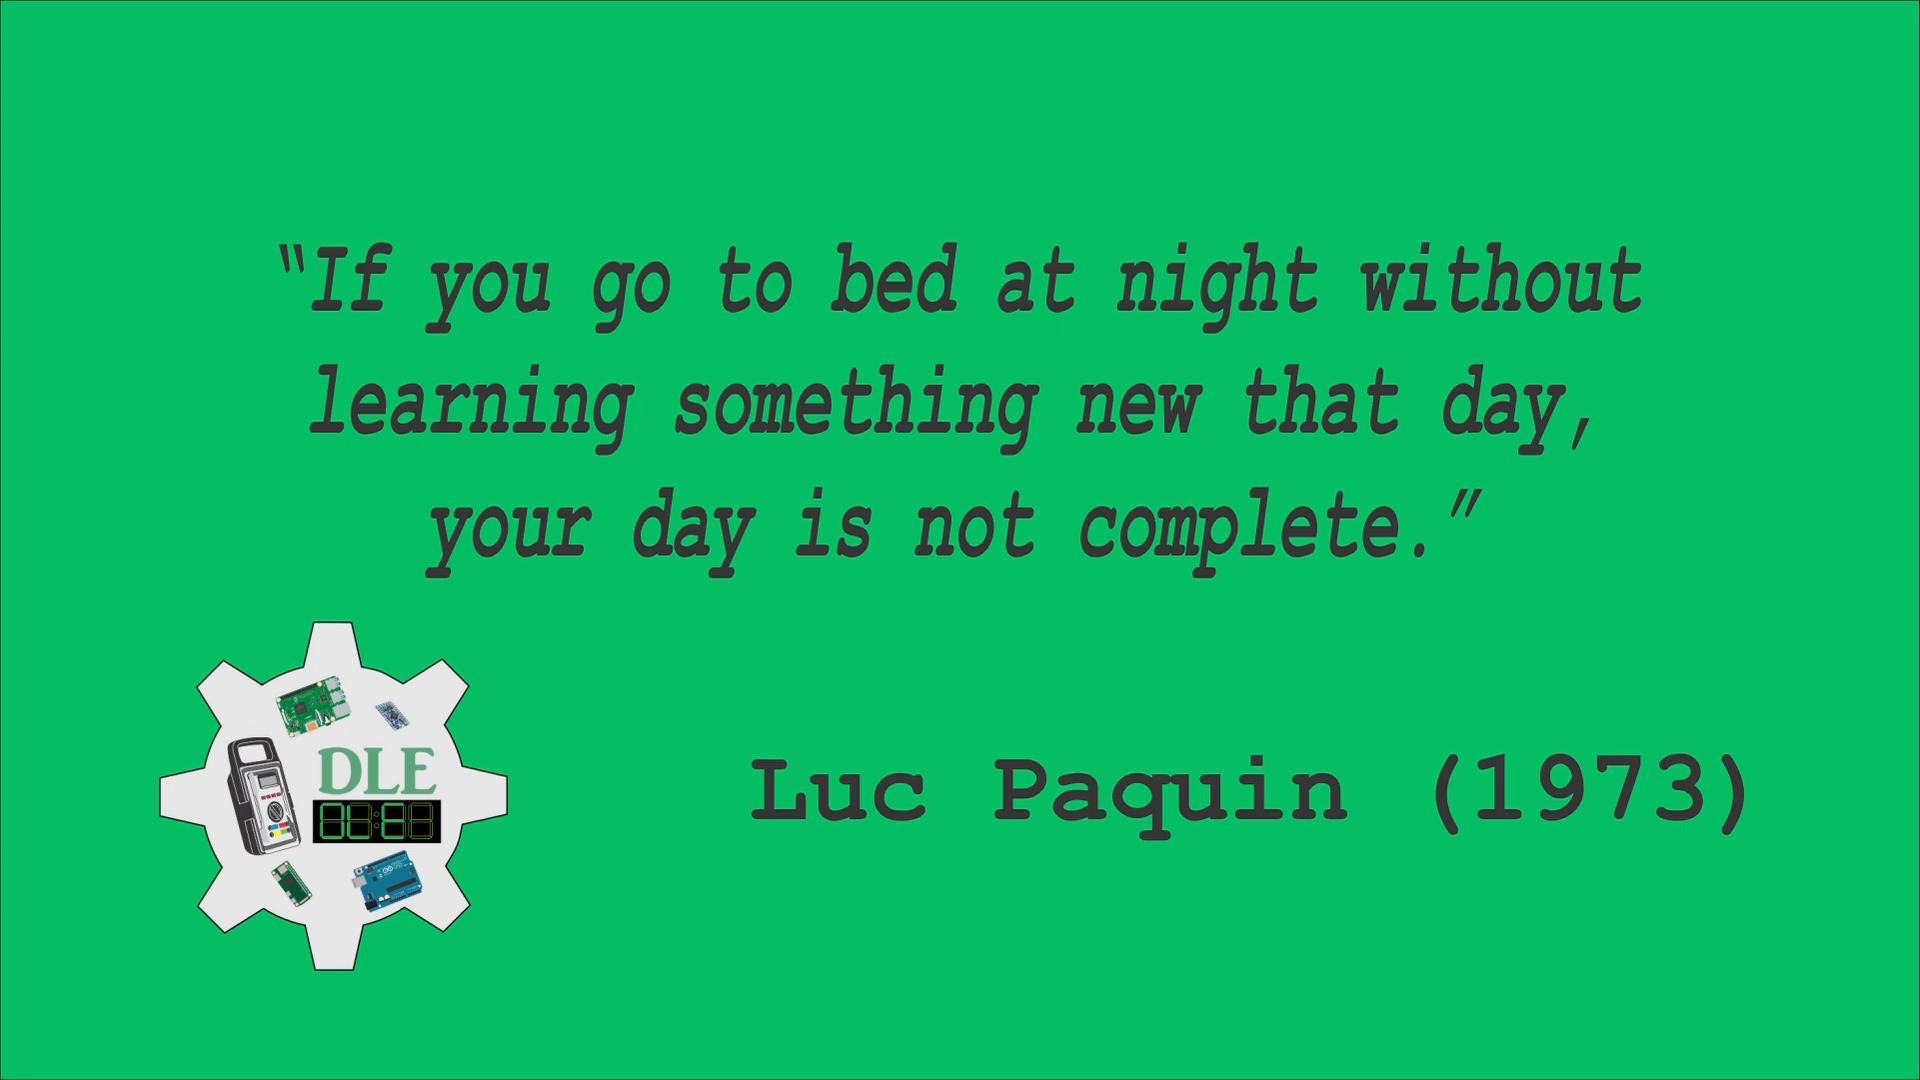 “If you go to bed at night without
learning something new that day,
your day is not complete.”
DLE
Luc Paquin (1973)